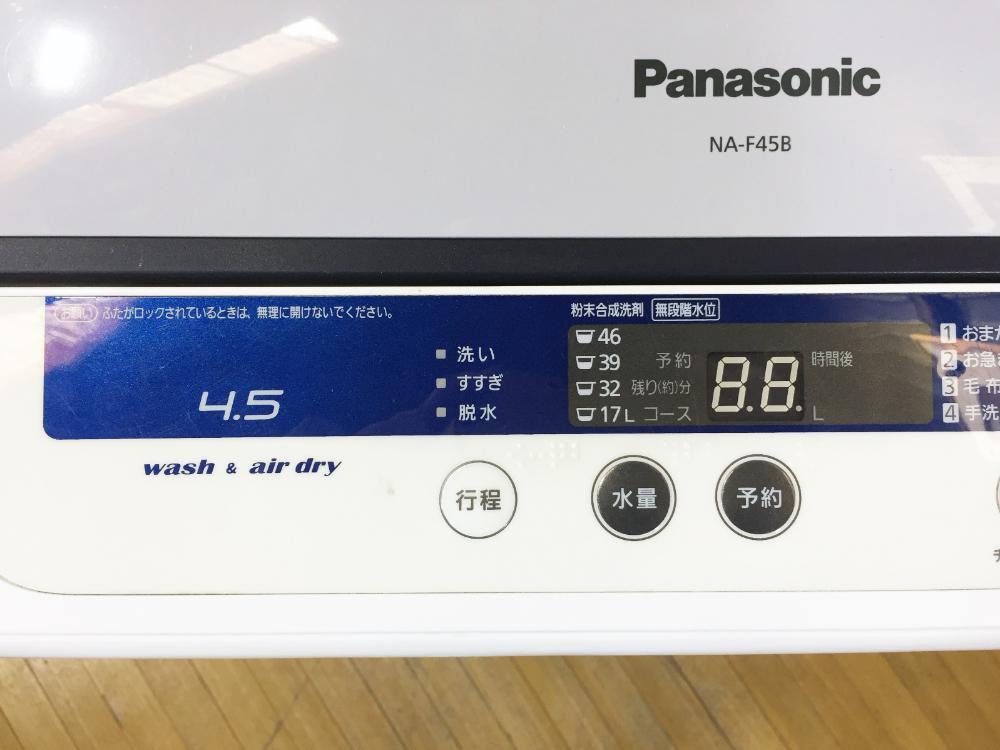 Panasonic
NA-F45B
お願い ふたがロックされているときは、無理に開けないでください。
4.5
洗い
すすぎ
脱水
粉末合成洗剤 無段階水位
46
39
32
17L
予約
残り(約)分
コース
8.8.
時間後
L
1 おまか
2 お急
3 毛布
4 手洗
wash & air dry
行程
水量
予約